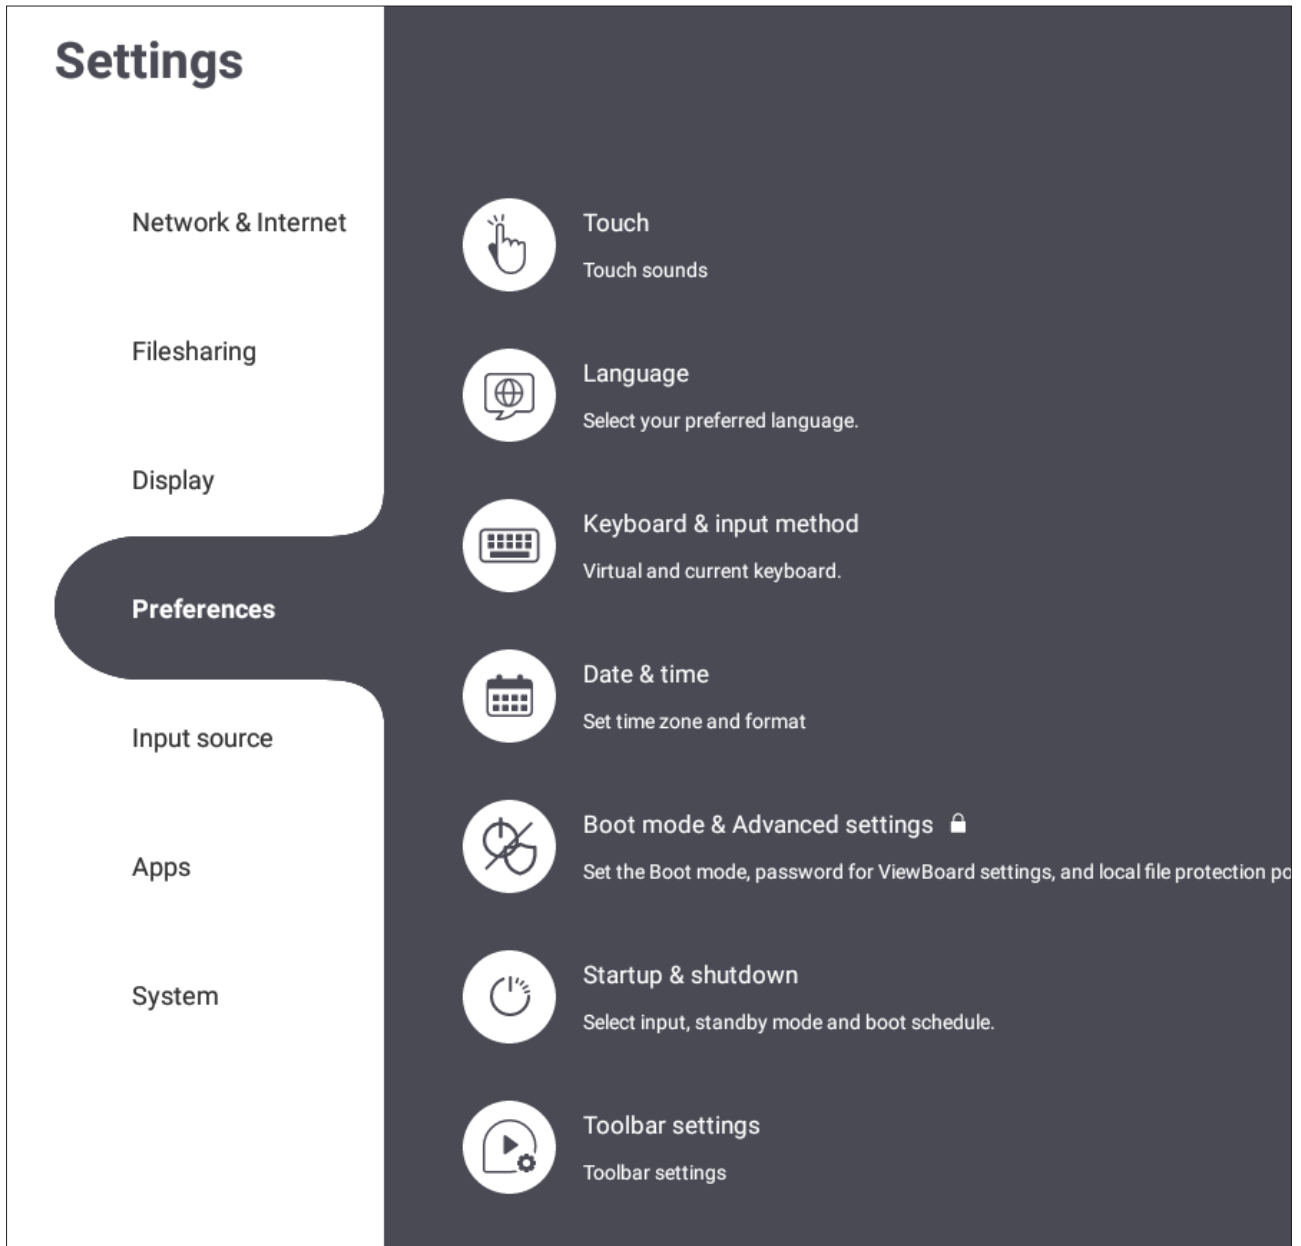 Settings
Network & Internet
Filesharing
Display
Preferences
Input source
Apps
System
Touch
Touch sounds
Language
Select your preferred language.
Keyboard & input method
Virtual and current keyboard.
Date & time
Set time zone and format
Boot mode & Advanced settings
Set the Boot mode, password for ViewBoard settings, and local file protection po
Startup & shutdown
Select input, standby mode and boot schedule.
Toolbar settings
Toolbar settings